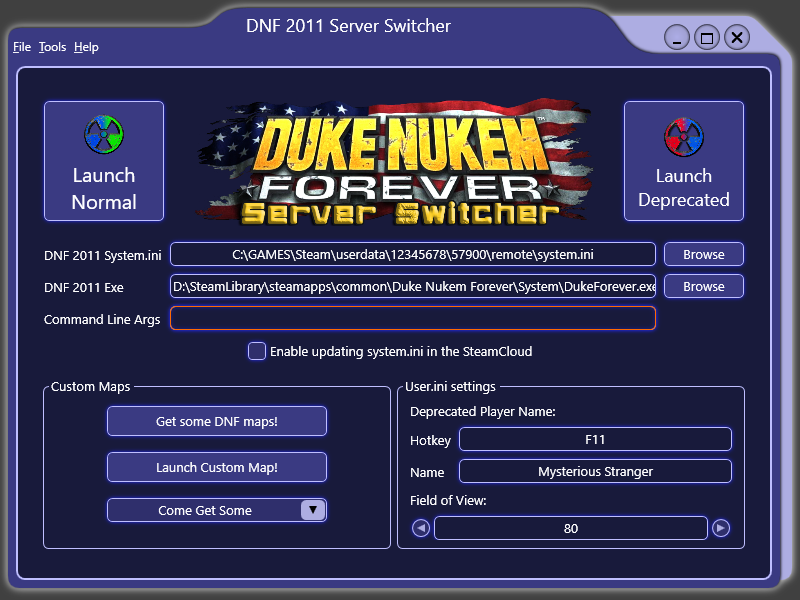 DNF 2011 Server Switcher
File Tools Help
Launch
Normal
DUKE NUKEM™
FOREVER
Server Switcher
Launch
Deprecated
DNF 2011 System.ini
C:\GAMES\Steam\userdata\12345678\57900\remote\system.ini
Browse
DNF 2011 Exe
D:\SteamLibrary\steamapps\common\Duke Nukem Forever\System\DukeForever.exe
Browse
Command Line Args
Enable updating system.ini in the SteamCloud
Custom Maps
Get some DNF maps!
Launch Custom Map!
Come Get Some
User.ini settings
Deprecated Player Name:
Hotkey
F11
Name
Mysterious Stranger
Field of View:
80